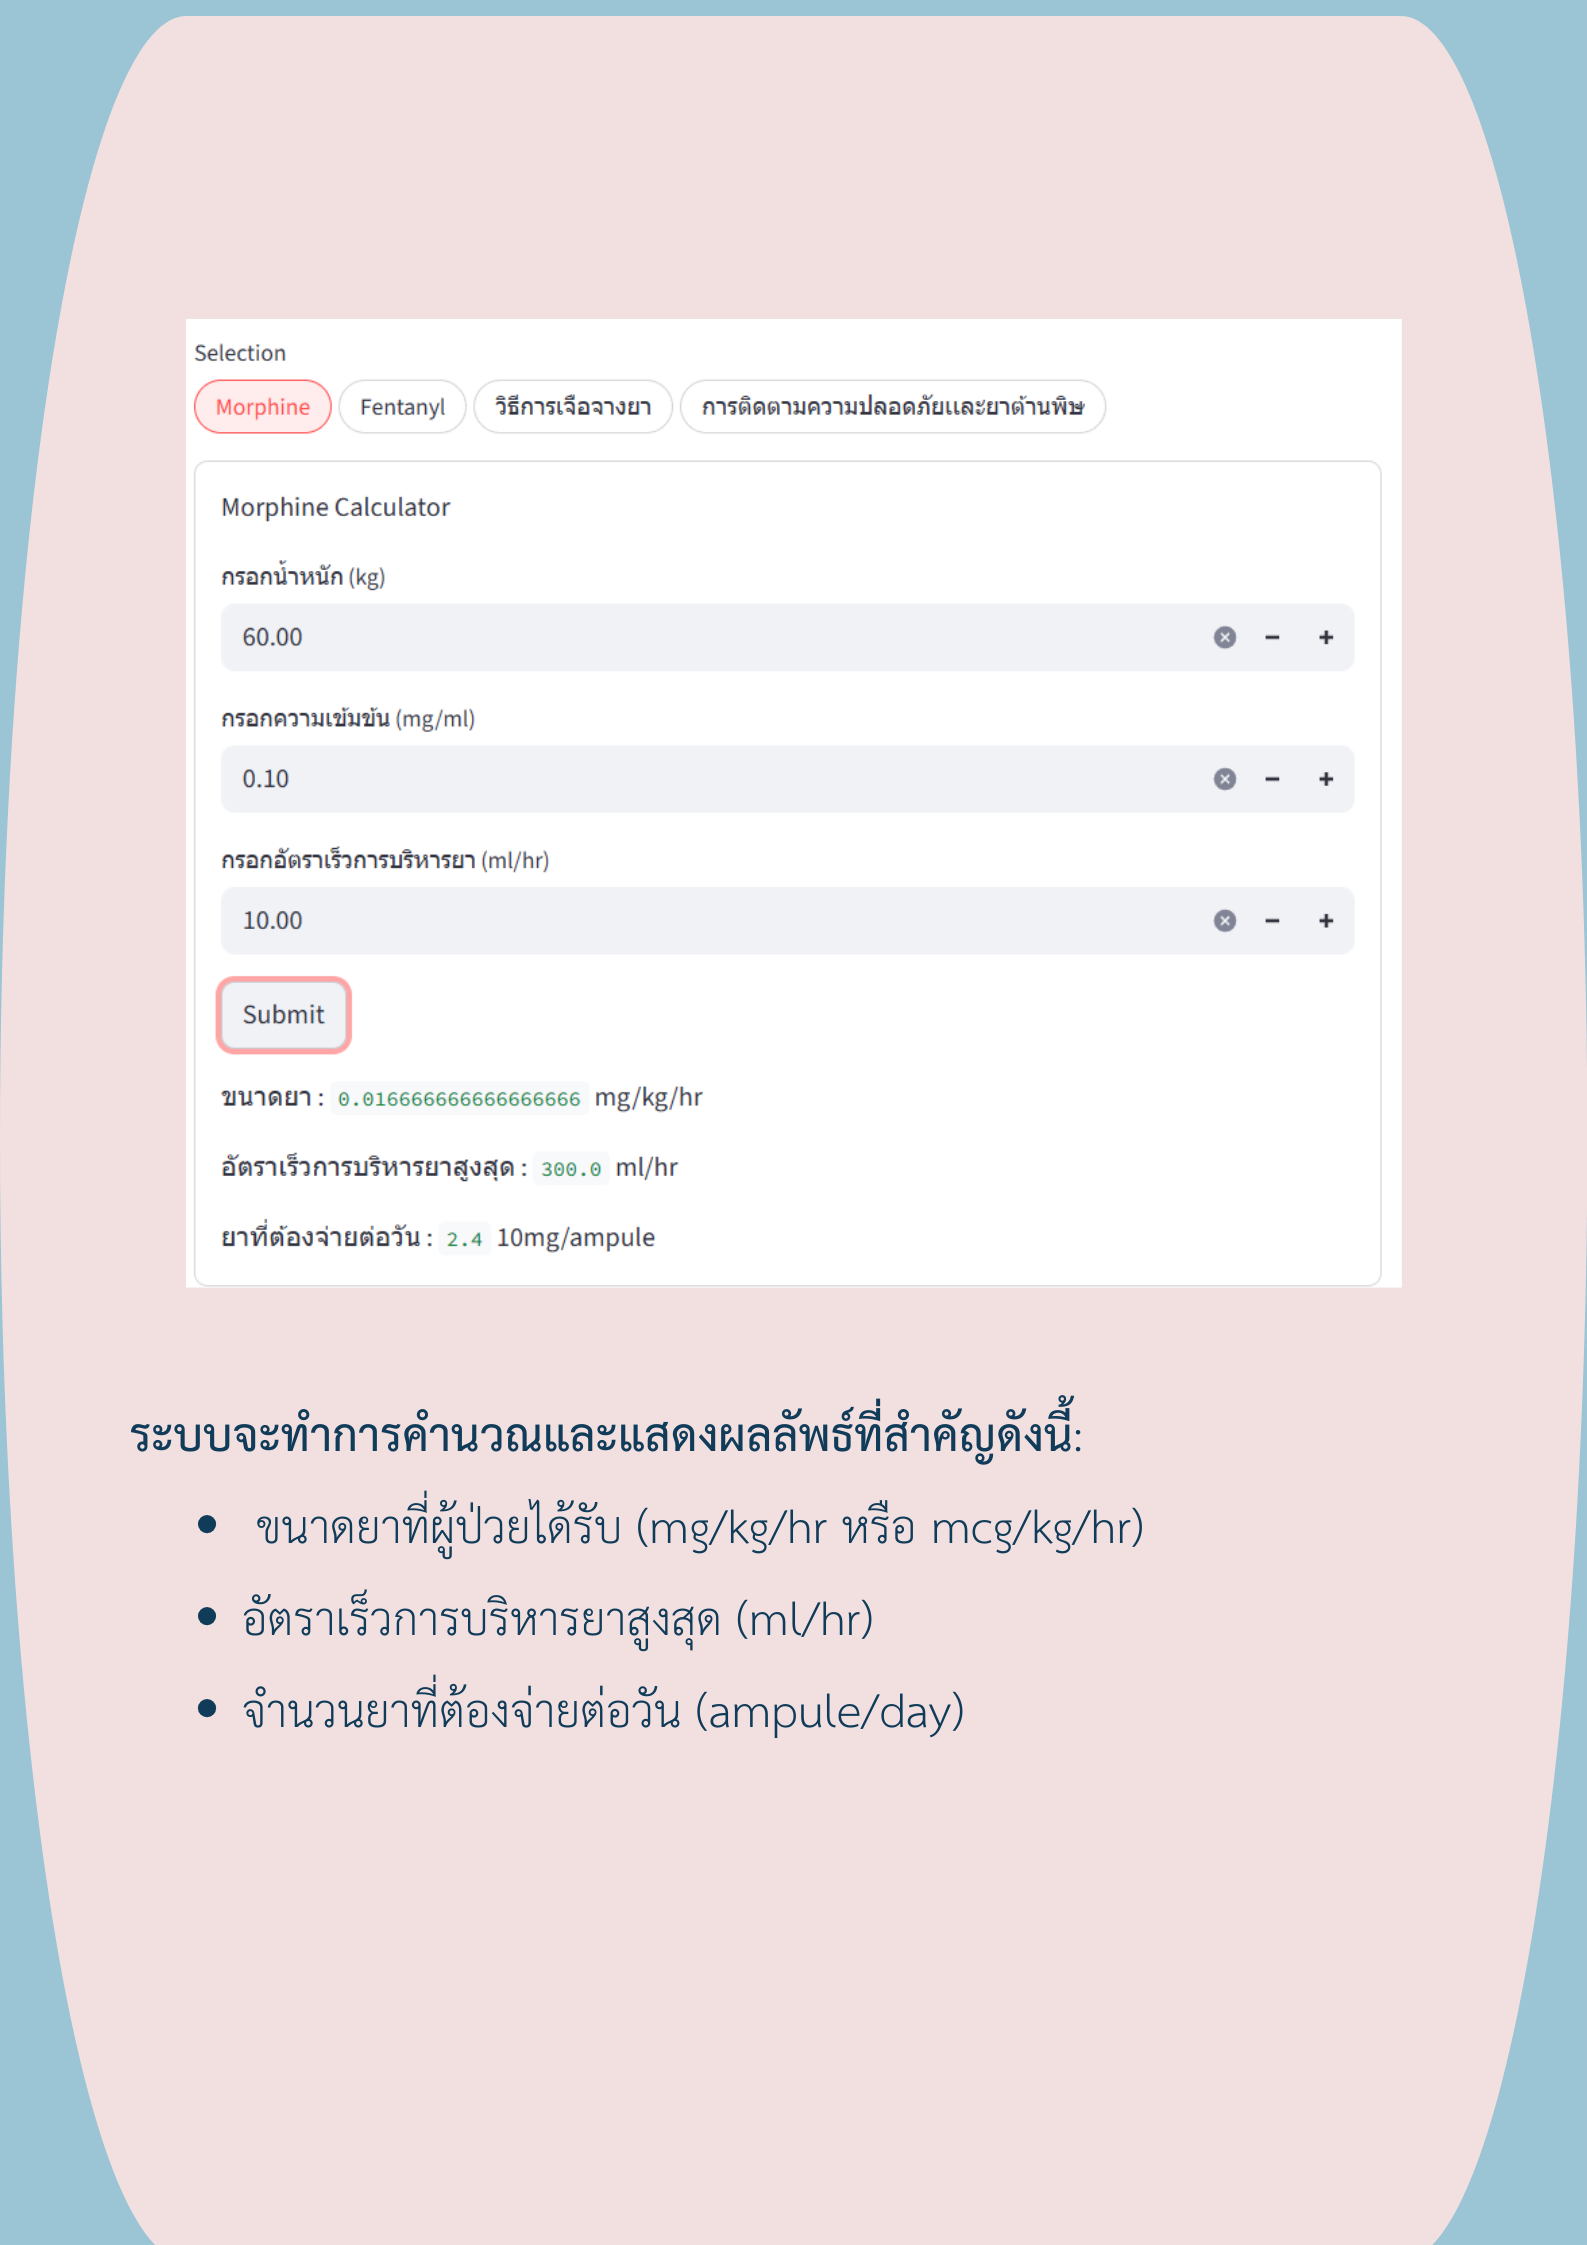 Selection
Morphine Fentanyl วิธีการเจือจางยา การติดตามความปลอดภัยและยาต้านพิษ
Morphine Calculator
กรอกน้ำหนัก (kg)
60.00
กรอกความเข้มข้น (mg/ml)
0.10
กรอกอัตราเร็วการบริหารยา (ml/hr)
10.00
Submit
ขนาดยา : 0.016666666666666666 mg/kg/hr
อัตราเร็วการบริหารยาสูงสุด : 300.0 ml/hr
ยาที่ต้องจ่ายต่อวัน : 2.4 10mg/ampule
ระบบจะทำการคำนวณและแสดงผลลัพธ์ที่สำคัญดังนี้:
• ขนาดยาที่ผู้ป่วยได้รับ (mg/kg/hr หรือ mcg/kg/hr)
• อัตราเร็วการบริหารยาสูงสุด (ml/hr)
• จำนวนยาที่ต้องจ่ายต่อวัน (ampule/day)